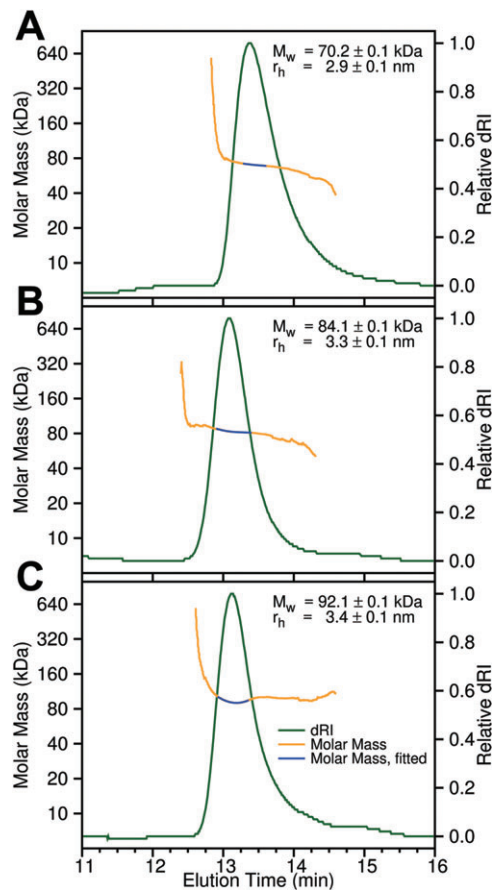 A
M_w = 70.2 ± 0.1 kDa
r_h = 2.9 ± 0.1 nm
Molar Mass (kDa)
640
320
160
80
40
20
10
1.0
0.8
0.6
0.4
0.2
0.0
Relative dRI
B
M_w = 84.1 ± 0.1 kDa
r_h = 3.3 ± 0.1 nm
Molar Mass (kDa)
640
320
160
80
40
20
10
1.0
0.8
0.6
0.4
0.2
0.0
Relative dRI
C
M_w = 92.1 ± 0.1 kDa
r_h = 3.4 ± 0.1 nm
Molar Mass (kDa)
640
320
160
80
40
20
10
1.0
0.8
0.6
0.4
0.2
0.0
Relative dRI
dRI
Molar Mass
Molar Mass, fitted
11 12 13 14 15 16
Elution Time (min)